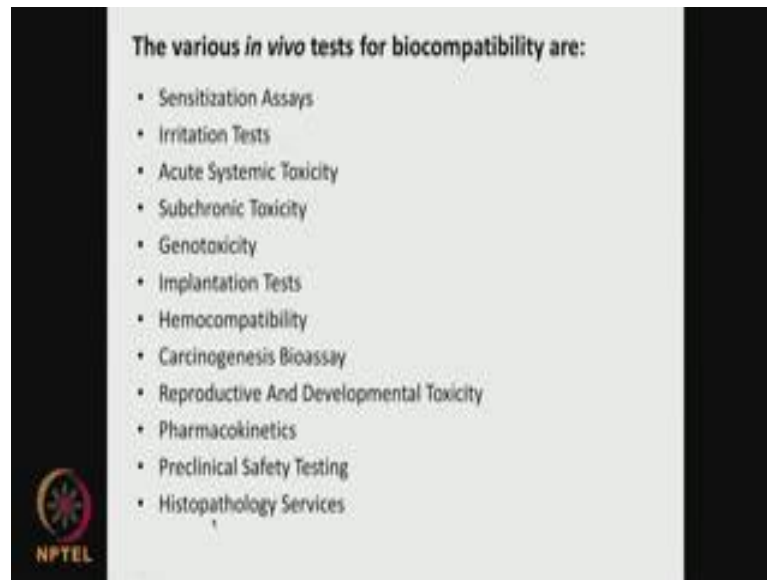 The various in vivo tests for biocompatibility are:
• Sensitization Assays
• Irritation Tests
• Acute Systemic Toxicity
• Subchronic Toxicity
• Genotoxicity
• Implantation Tests
• Hemocompatibility
• Carcinogenesis Bioassay
• Reproductive And Developmental Toxicity
• Pharmacokinetics
• Preclinical Safety Testing
• Histopathology Services
NPTEL